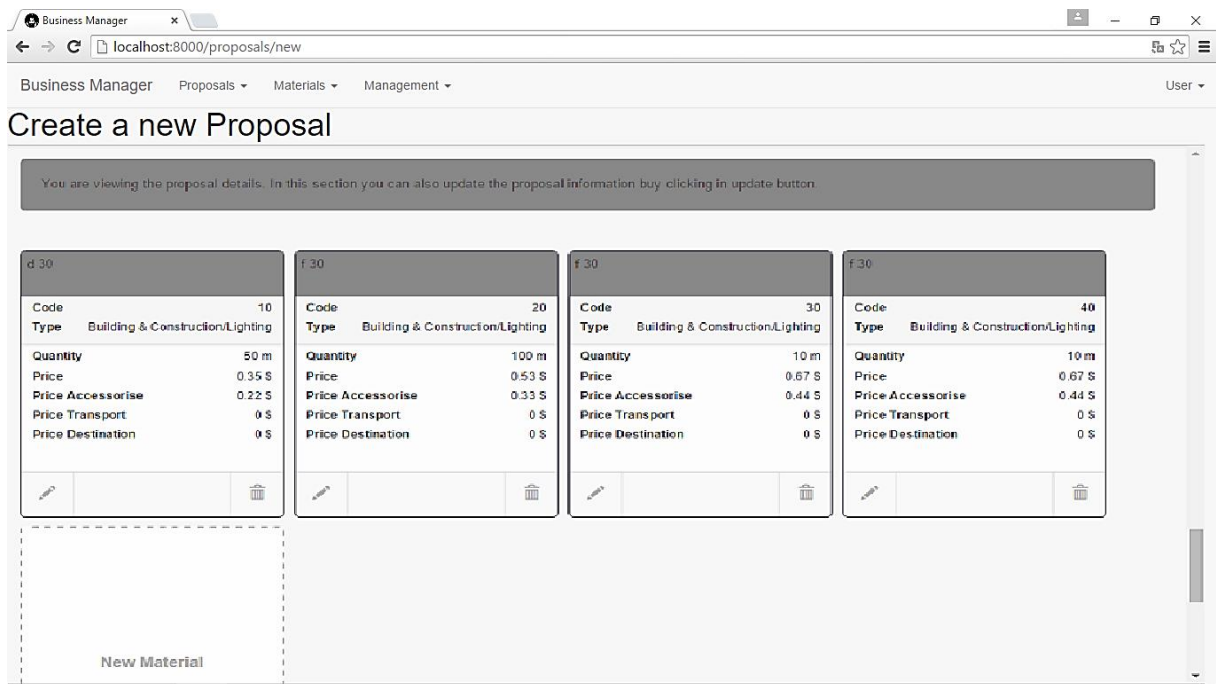 Business Manager
localhost:8000/proposals/new
Business Manager Proposals Materials Management User
Create a new Proposal
You are viewing the proposal details. In this section you can also update the proposal information buy clicking in update button.
d 30
Code 10
Type Building & Construction/Lighting
Quantity 50 m
Price 0.35 $
Price Accessorise 0.22 $
Price Transport 0 $
Price Destination 0 $
f 30
Code 20
Type Building & Construction/Lighting
Quantity 100 m
Price 0.53 $
Price Accessorise 0.33 $
Price Transport 0 $
Price Destination 0 $
f 30
Code 30
Type Building & Construction/Lighting
Quantity 10 m
Price 0.67 $
Price Accessorise 0.44 $
Price Transport 0 $
Price Destination 0 $
f 30
Code 40
Type Building & Construction/Lighting
Quantity 10 m
Price 0.67 $
Price Accessorise 0.44 $
Price Transport 0 $
Price Destination 0 $
New Material